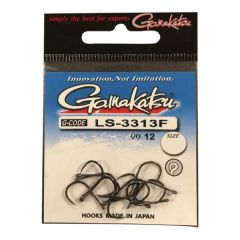 simply the best for experts
Gamakatsu
Innovation, Not Imitation.
Gamakatsu
G-CODE LS-3313F
Qty. 12 SIZE
HOOKS MADE IN JAPAN